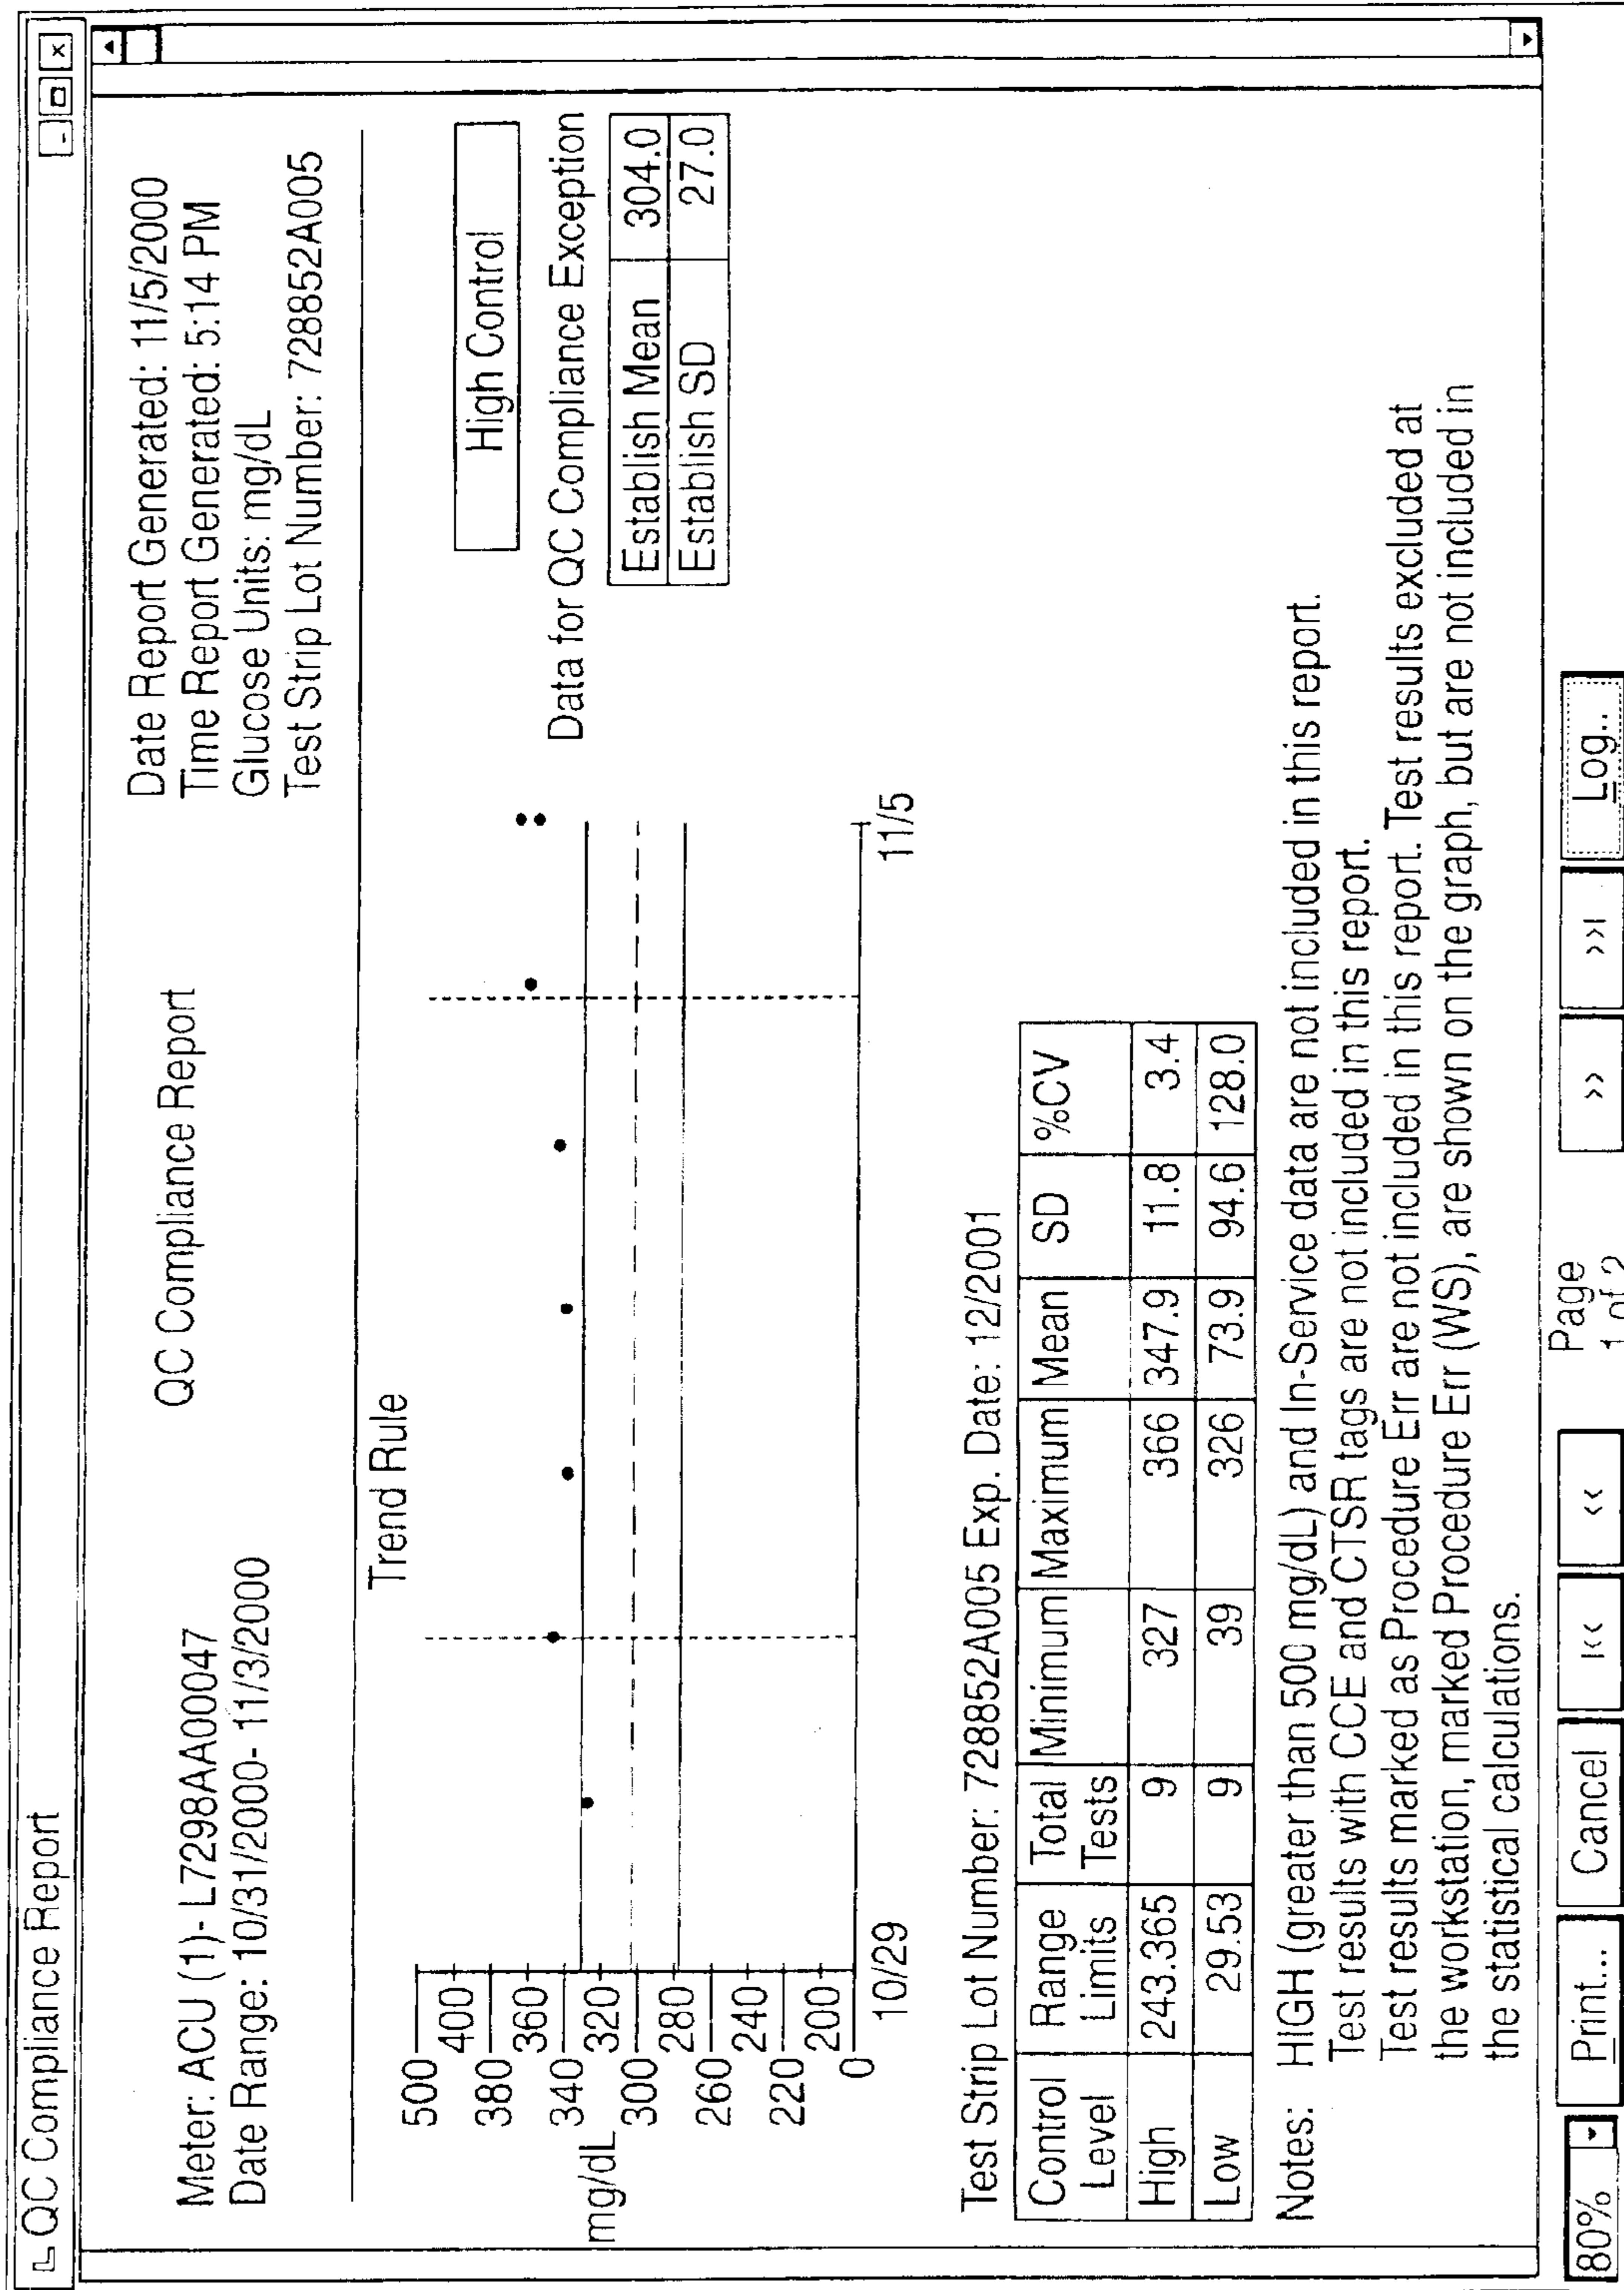 QC Compliance Report
Meter: ACU (1)- L7298AA00047
Date Range: 10/31/2000- 11/3/2000
QC Compliance Report
Date Report Generated: 11/5/2000
Time Report Generated: 5:14 PM
Glucose Units: mg/dL
Test Strip Lot Number: 728852A005
Trend Rule
High Control
Data for QC Compliance Exception
Establish Mean 304.0
Establish SD 27.0
mg/dL
500
400
380
360
340
320
300
280
260
240
220
200
0
10/29
11/5
Test Strip Lot Number: 728852A005 Exp. Date: 12/2001
Control Level Range Limits Total Tests Minimum Maximum Mean SD %CV
High 243.365 9 327 366 347.9 11.8 3.4
Low 29.53 9 39 326 73.9 94.6 128.0
Notes: HIGH (greater than 500 mg/dL) and In-Service data are not included in this report.
Test results with CCE and CTSR tags are not included in this report.
Test results marked as Procedure Err are not included in this report. Test results excluded at
the workstation, marked Procedure Err (WS), are shown on the graph, but are not included in
the statistical calculations.
80% Print... Cancel I<< << Page 1 of 2 >> >>I Log..